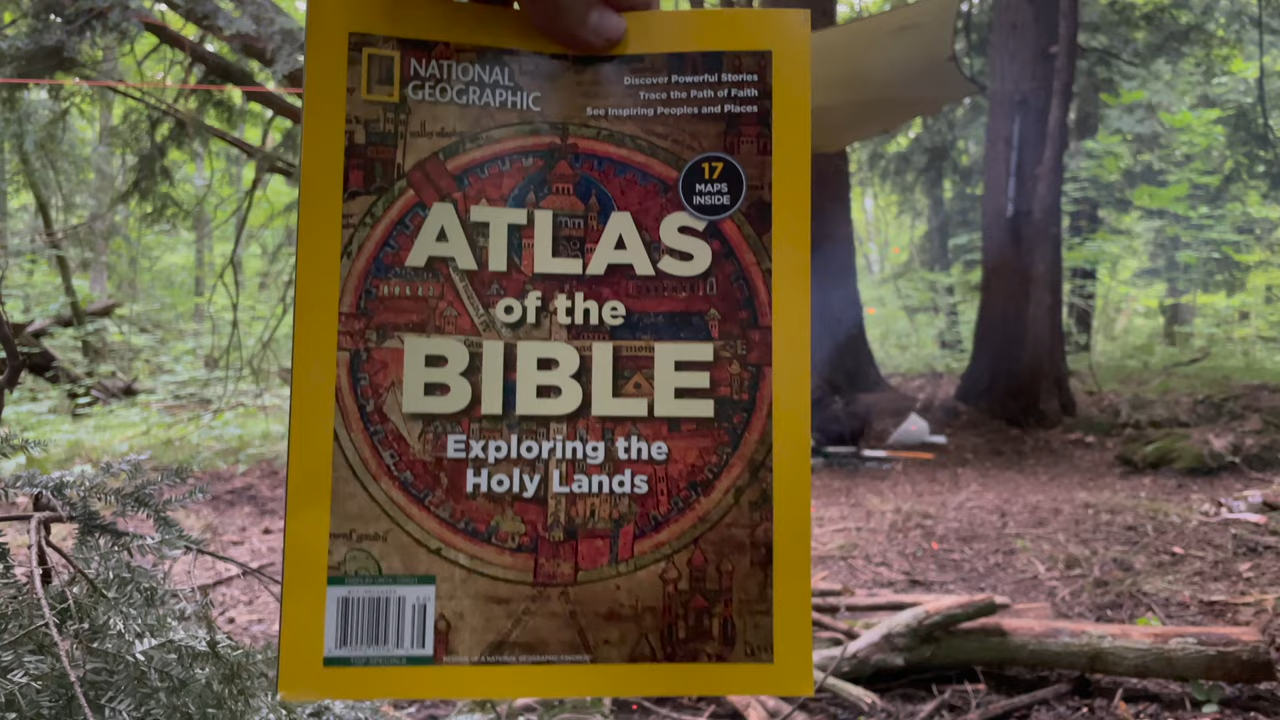 NATIONAL
GEOGRAPHIC
Discover Powerful Stories
Trace the Path of Faith
See Inspiring Peoples and Places
17
MAPS
INSIDE
ATLAS
of the
BIBLE
Exploring the
Holy Lands